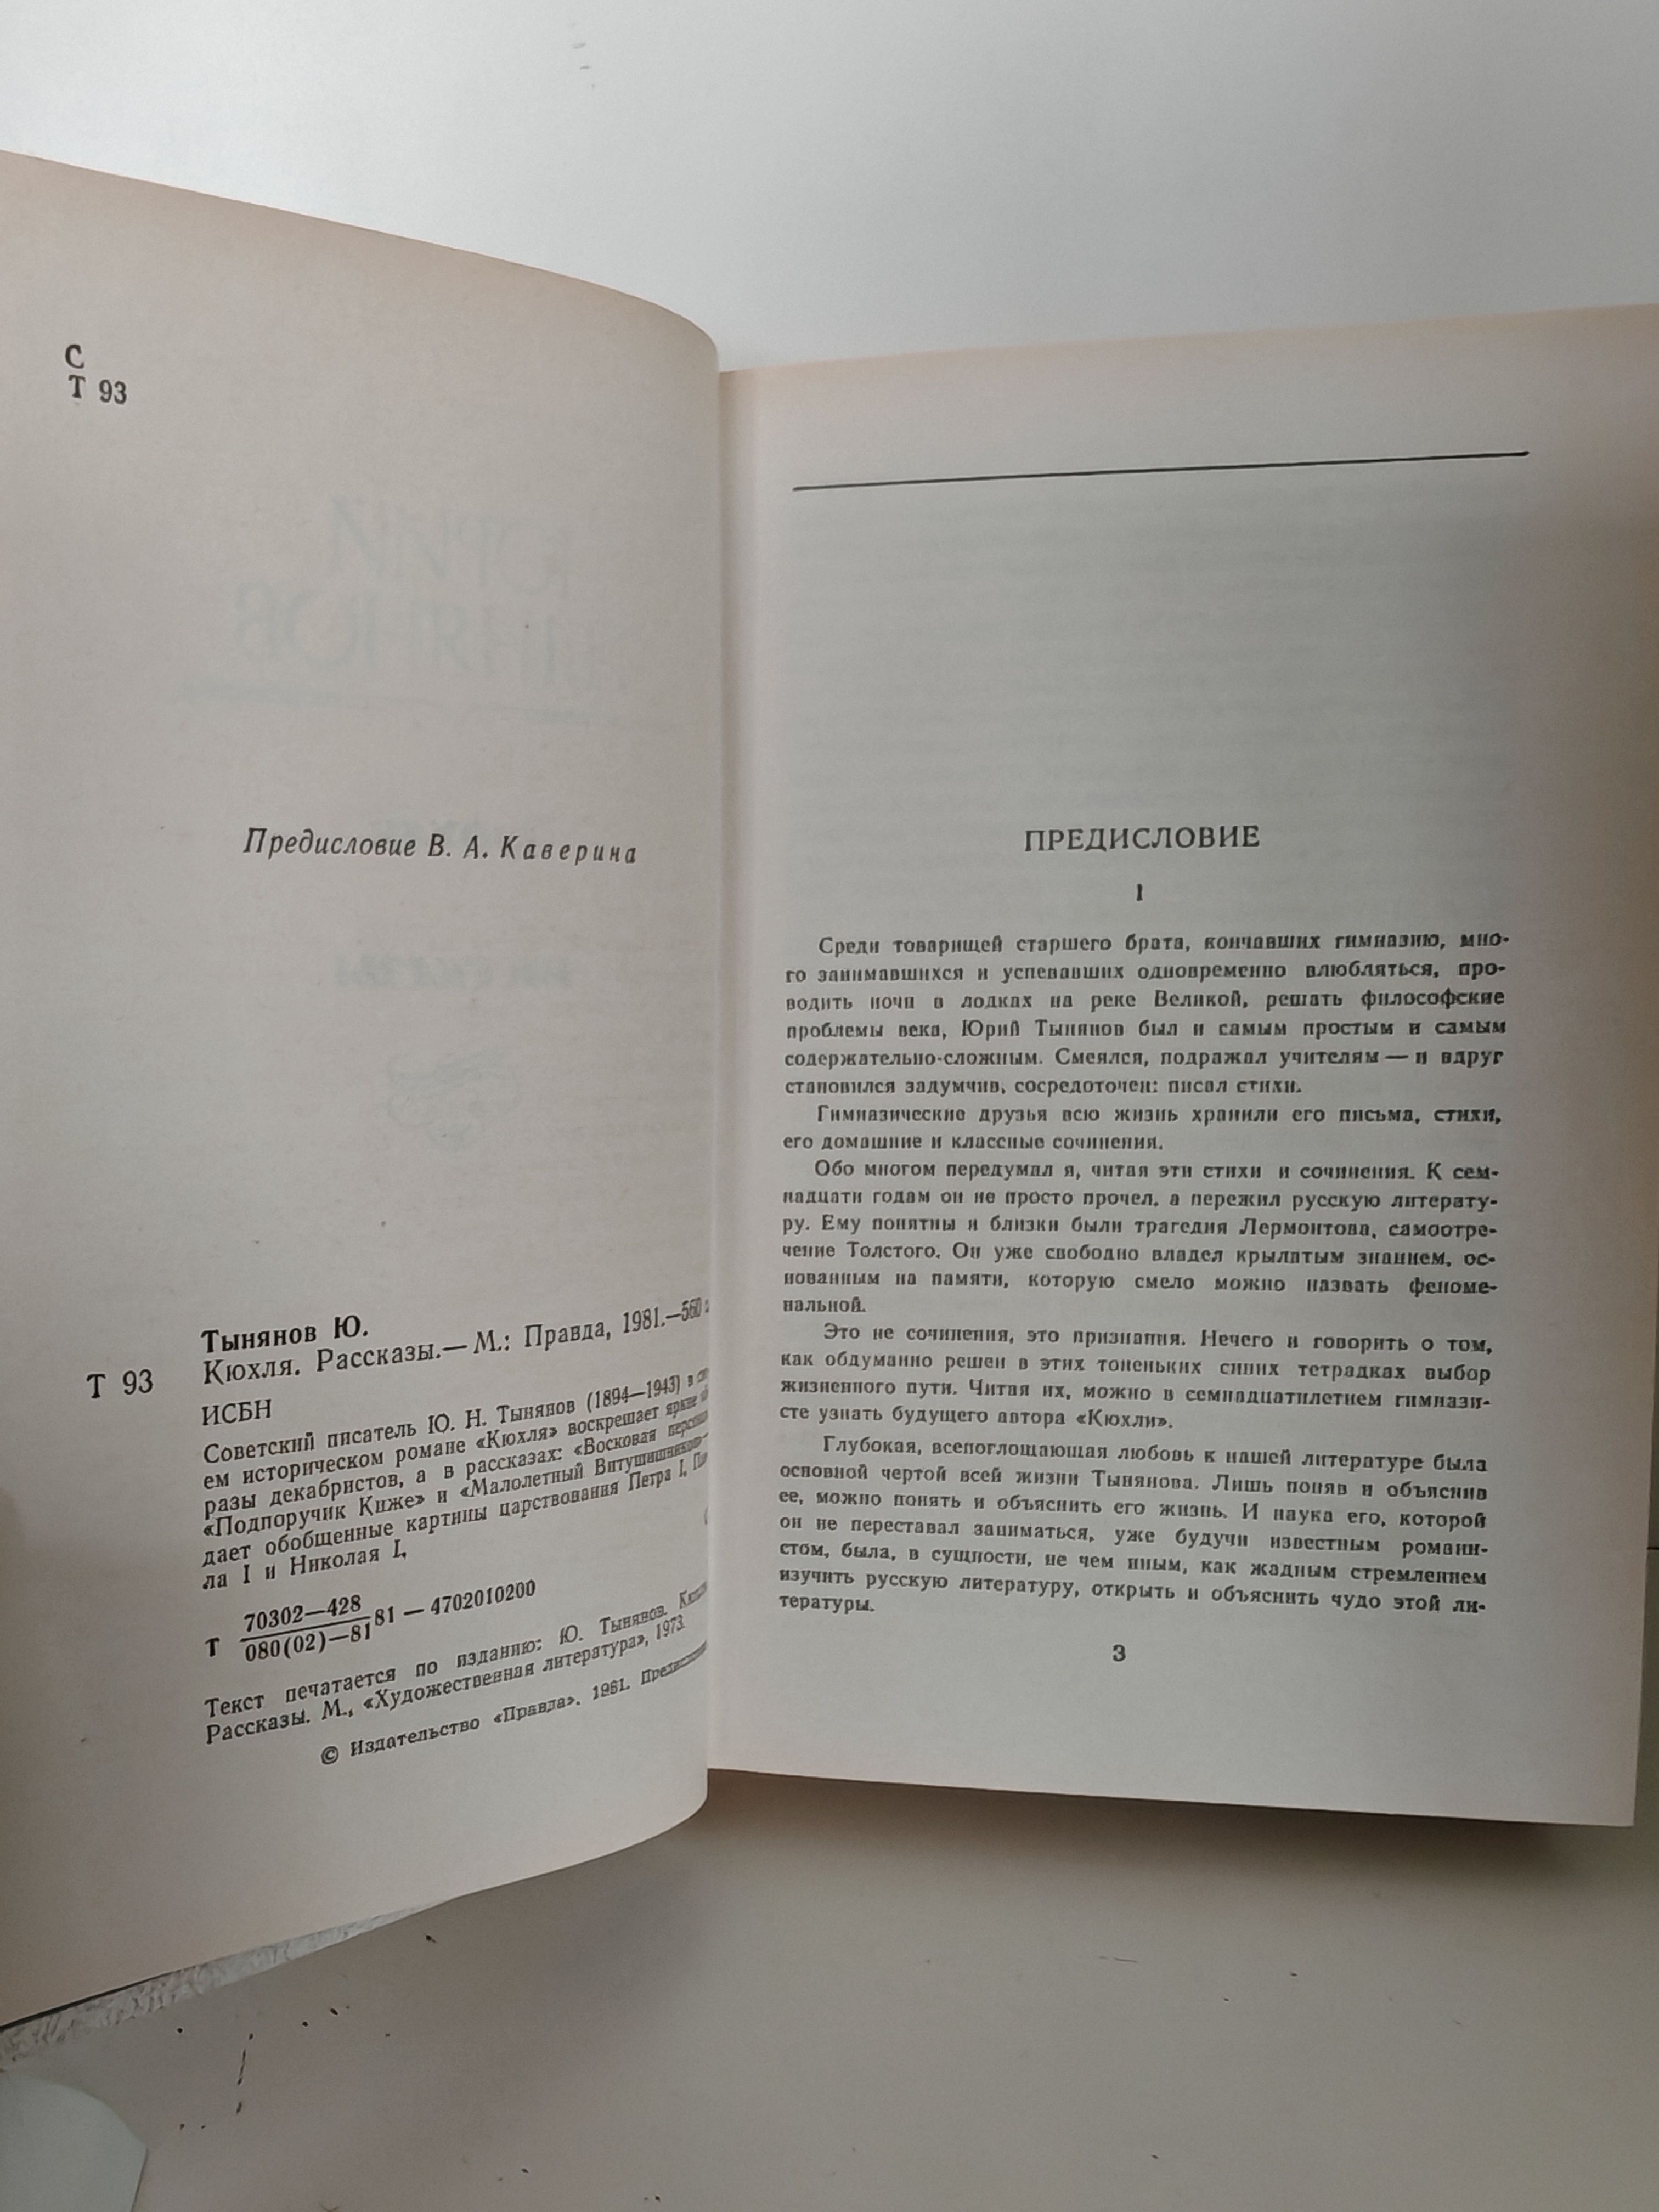 С
Т 93
Предисловие В. А. Каверина
Тынянов Ю.
Т 93 Кюхля. Рассказы.— М.: Правда, 1981.—560
ИСБН
Советский писатель Ю. Н. Тынянов (1894—1943) в
ем историческом романе «Кюхля» воскрешает яркие
разы декабристов, а в рассказах: «Восковая
«Подпоручик Киже» и «Малолетный Витушишников»
дает обобщенные картины царствования Петра I,
ла I и Николая I.
Т 70302—428
080(02)—81 81 — 4702010200
Текст печатается по изданию: Ю. Тынянов.
Рассказы. М., «Художественная литература», 1973.
© Издательство «Правда». 1981.
ПРЕДИСЛОВИЕ
I
Среди товарищей старшего брата, кончавших гимназию, мно-
го занимавшихся и успевавших одновременно влюбляться, про-
водить ночи в лодках на реке Великой, решать философские
проблемы века, Юрий Тынянов был и самым простым и самым
содержательно-сложным. Смеялся, подражал учителям — и вдруг
становился задумчив, сосредоточен: писал стихи.
Гимназические друзья всю жизнь хранили его письма, стихи,
его домашние и классные сочинения.
Обо многом передумал я, читая эти стихи и сочинения. К сем-
надцати годам он не просто прочел, а пережил русскую литерату-
ру. Ему понятны и близки были трагедия Лермонтова, самоотре-
чение Толстого. Он уже свободно владел крылатым знанием, ос-
нованным на памяти, которую смело можно назвать феноме-
нальной.
Это не сочинения, это признания. Нечего и говорить о том,
как обдуманно решен в этих тоненьких синих тетрадках выбор
жизненного пути. Читая их, можно в семнадцатилетнем гимнази-
сте узнать будущего автора «Кюхли».
Глубокая, всепоглощающая любовь к нашей литературе была
основной чертой всей жизни Тынянова. Лишь поняв и объяснив
ее, можно понять и объяснить его жизнь. И наука его, которой
он не переставал заниматься, уже будучи известным романи-
стом, была, в сущности, не чем иным, как жадным стремлением
изучить русскую литературу, открыть и объяснить чудо этой ли-
тературы.
3